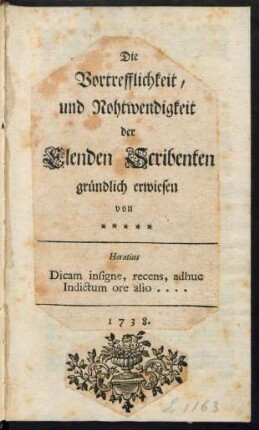 Die
Vortrefflichkeit,
und Nohtwendigkeit
der
Elenden Scribenten
gründlich erwiesen
von
*****
Horatius
Dicam insigne, recens, adhuc
Indictum ore alio ....
1738.
L 1163